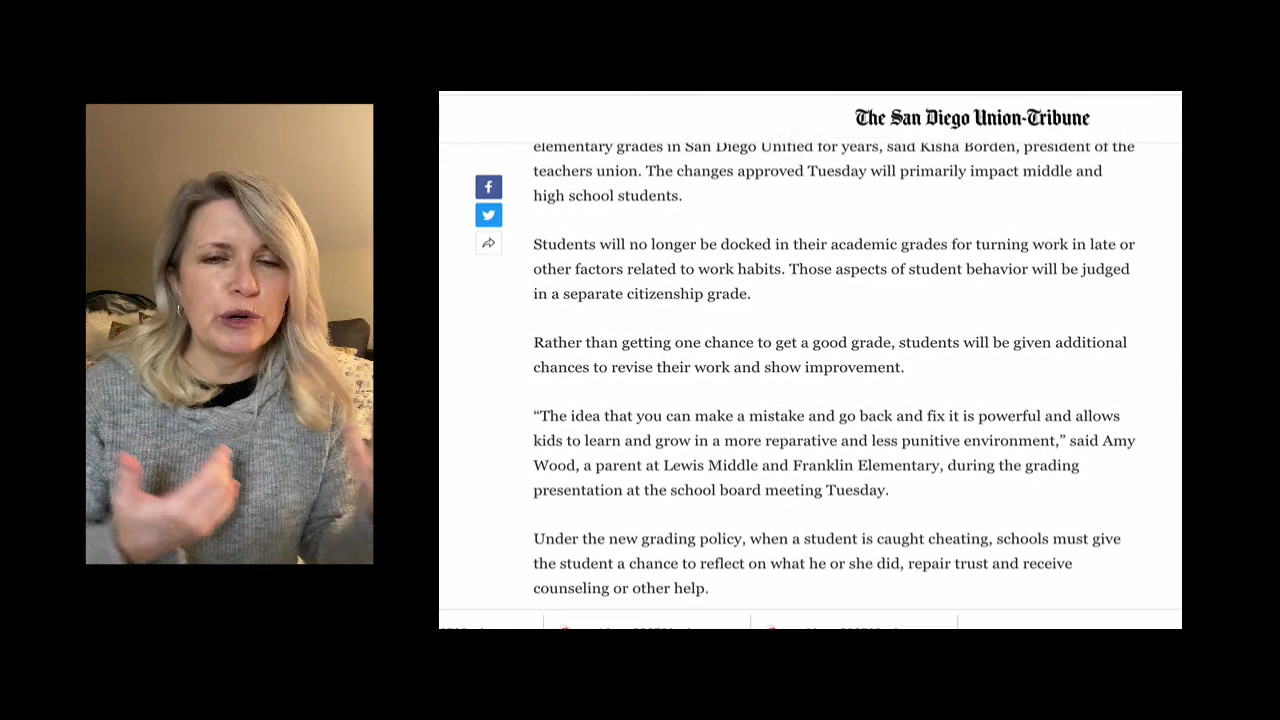 The San Diego Union-Tribune
elementary grades in San Diego Unified for years, said Kisha Borden, president of the
teachers union. The changes approved Tuesday will primarily impact middle and
high school students.
Students will no longer be docked in their academic grades for turning work in late or
other factors related to work habits. Those aspects of student behavior will be judged
in a separate citizenship grade.
Rather than getting one chance to get a good grade, students will be given additional
chances to revise their work and show improvement.
“The idea that you can make a mistake and go back and fix it is powerful and allows
kids to learn and grow in a more reparative and less punitive environment,” said Amy
Wood, a parent at Lewis Middle and Franklin Elementary, during the grading
presentation at the school board meeting Tuesday.
Under the new grading policy, when a student is caught cheating, schools must give
the student a chance to reflect on what he or she did, repair trust and receive
counseling or other help.